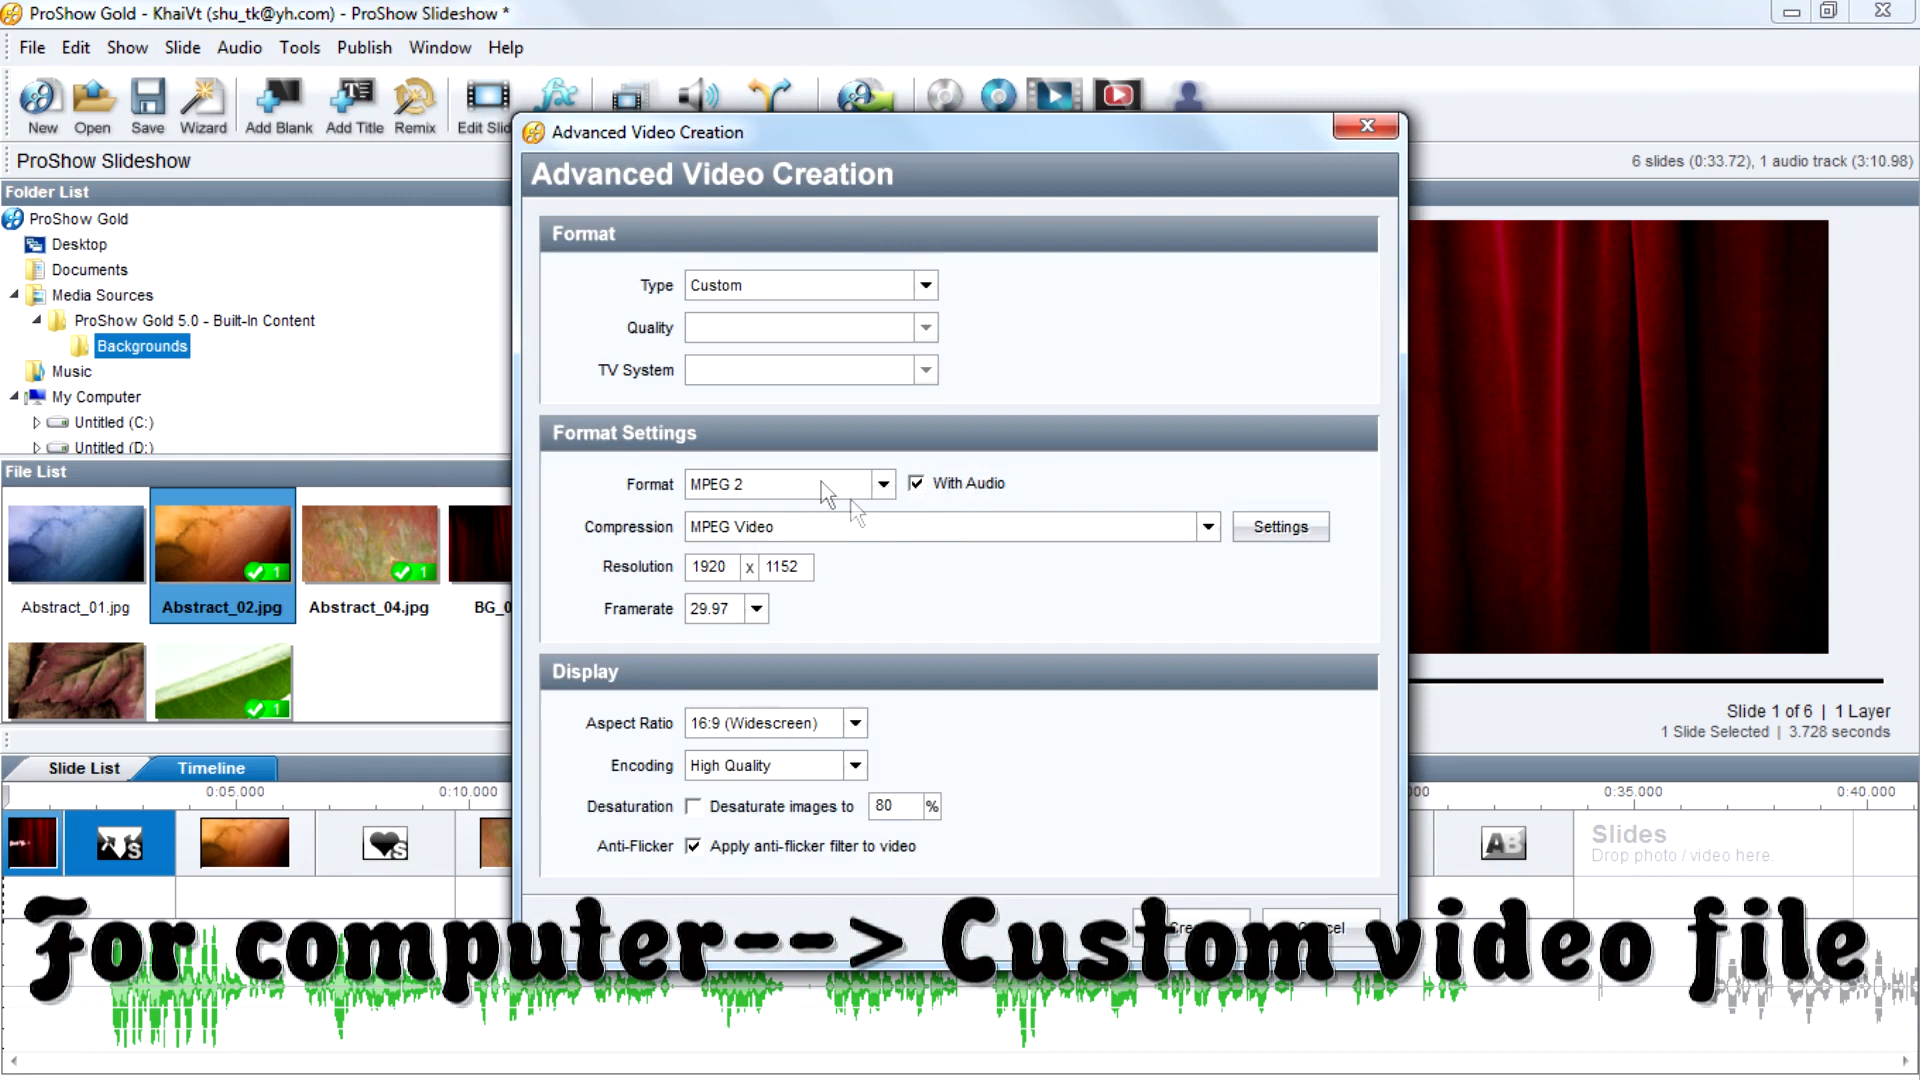 ProShow Gold - KhaiVt (shu_tk@yh.com) - ProShow Slideshow *
File Edit Show Slide Audio Tools Publish Window Help
New Open Save Wizard Add Blank Add Title Remix Edit Slid
ProShow Slideshow
6 slides (0:33.72), 1 audio track (3:10.98)
Folder List
ProShow Gold
Desktop
Documents
Media Sources
ProShow Gold 5.0 - Built-In Content
Backgrounds
Music
My Computer
Untitled (C:)
Untitled (D:)
File List
Abstract_01.jpg
Abstract_02.jpg
Abstract_04.jpg
BG_0
Advanced Video Creation
Advanced Video Creation
Format
Type Custom
Quality
TV System
Format Settings
Format MPEG 2 With Audio
Compression MPEG Video Settings
Resolution 1920 x 1152
Framerate 29.97
Display
Aspect Ratio 16:9 (Widescreen)
Encoding High Quality
Desaturation Desaturate images to 80 %
Anti-Flicker Apply anti-flicker filter to video
Slide 1 of 6 | 1 Layer
1 Slide Selected | 3.728 seconds
Slide List Timeline
0:05.000 0:10.000 0:35.000 0:40.000
Slides
Drop photo / video here.
For computer--> Custom video file